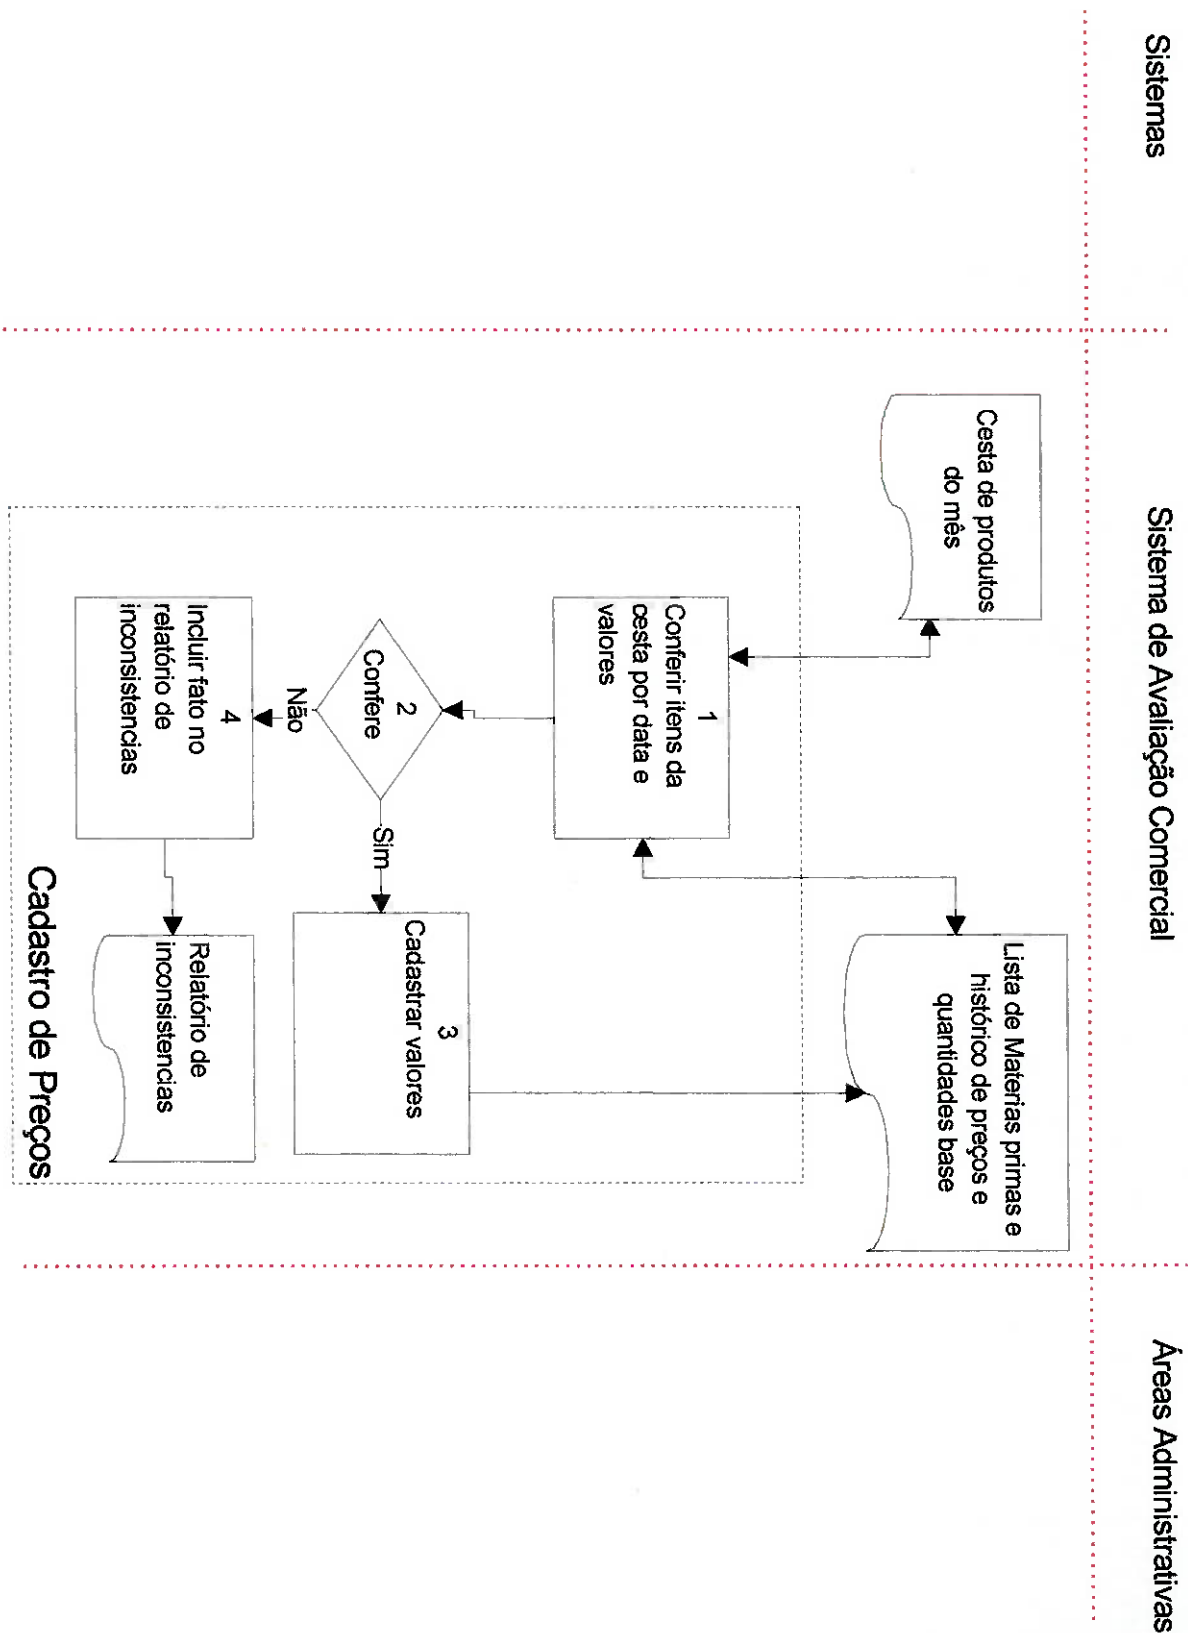 Sistemas
Sistema de Avaliação Comercial
Áreas Administrativas
Cesta de produtos
do mês
Lista de Materias primas e
histórico de preços e
quantidades base
1
Conferir itens da
cesta por data e
valores
2
Confere
Sim
Não
3
Cadastrar valores
4
Incluir fato no
relatório de
inconsistencias
Relatório de
inconsistencias
Cadastro de Preços